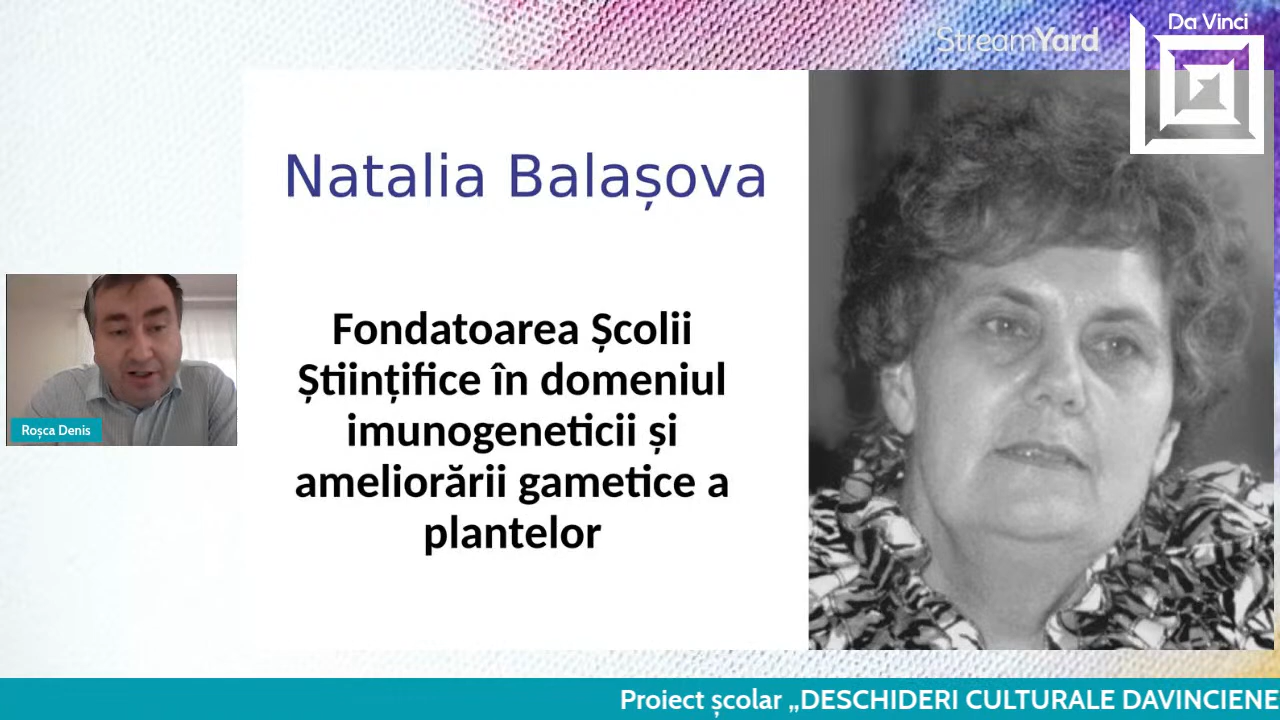 StreamYard
Da Vinci
Natalia Balașova
Fondatoarea Școlii
Științifice în domeniul
imunogeneticii și
ameliorării gametice a
plantelor
Roșca Denis
Proiect școlar „DESCHIDERI CULTURALE DAVINCIENE